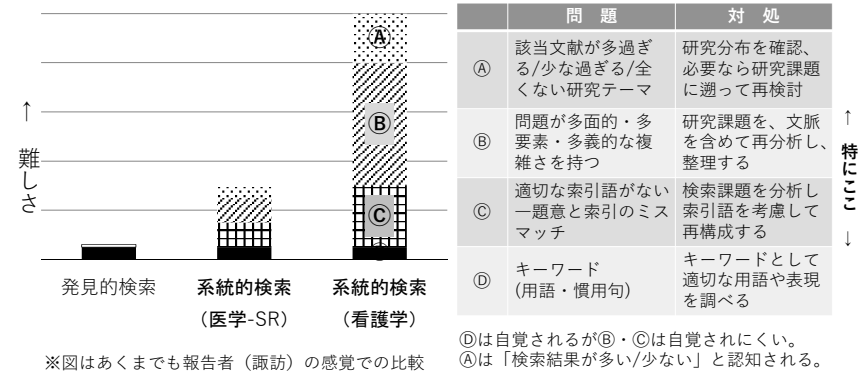 ↑
難しさ
Ⓐ
Ⓑ
Ⓒ
発見的検索
系統的検索
（医学-SR）
系統的検索
（看護学）
※図はあくまでも報告者（諏訪）の感覚での比較
問　題
対　処
Ⓐ
該当文献が多過ぎ
る/少な過ぎる/全
くない研究テーマ
研究分布を確認、
必要なら研究課題
に遡って再検討
Ⓑ
問題が多面的・多
要素・多義的な複
雑さを持つ
研究課題を、文脈
を含めて再分析し、
整理する
Ⓒ
適切な索引語がない
―題意と索引のミス
マッチ
検索課題を分析し
索引語を考慮して
再構成する
Ⓓ
キーワード
(用語・慣用句)
キーワードとして
適切な用語や表現
を調べる
↑
特にここ
↓
Ⓓは自覚されるがⒷ・Ⓒは自覚されにくい。
Ⓐは「検索結果が多い/少ない」と認知される。